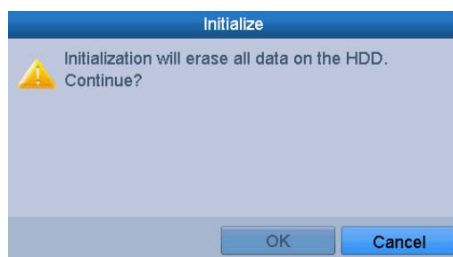 Initialize
Initialization will erase all data on the HDD.
Continue?
OK
Cancel